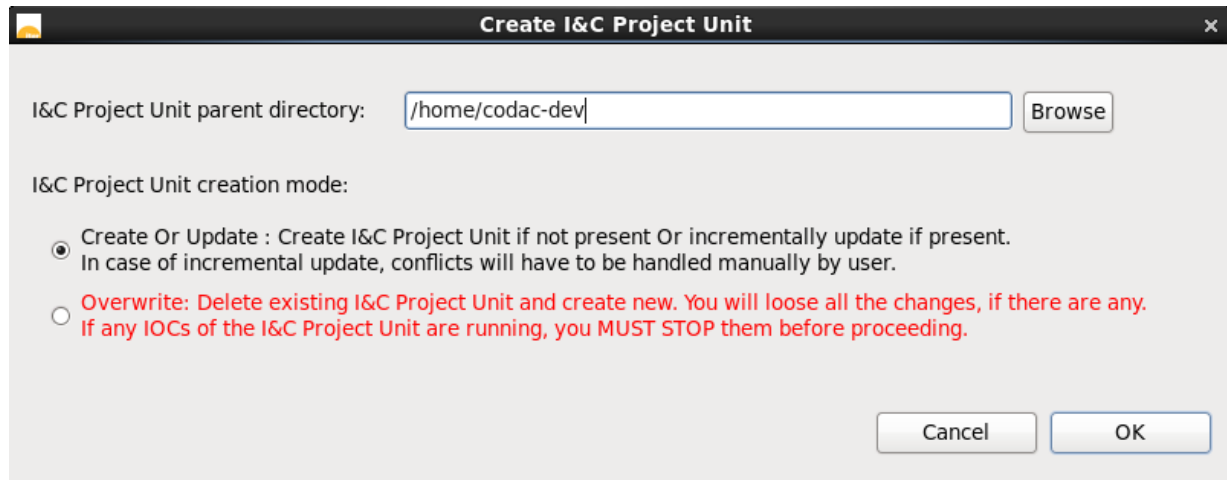 Create I&C Project Unit
I&C Project Unit parent directory:
/home/codac-dev
Browse
I&C Project Unit creation mode:
Create Or Update : Create I&C Project Unit if not present Or incrementally update if present.
In case of incremental update, conflicts will have to be handled manually by user.
Overwrite: Delete existing I&C Project Unit and create new. You will loose all the changes, if there are any.
If any IOCs of the I&C Project Unit are running, you MUST STOP them before proceeding.
Cancel
OK